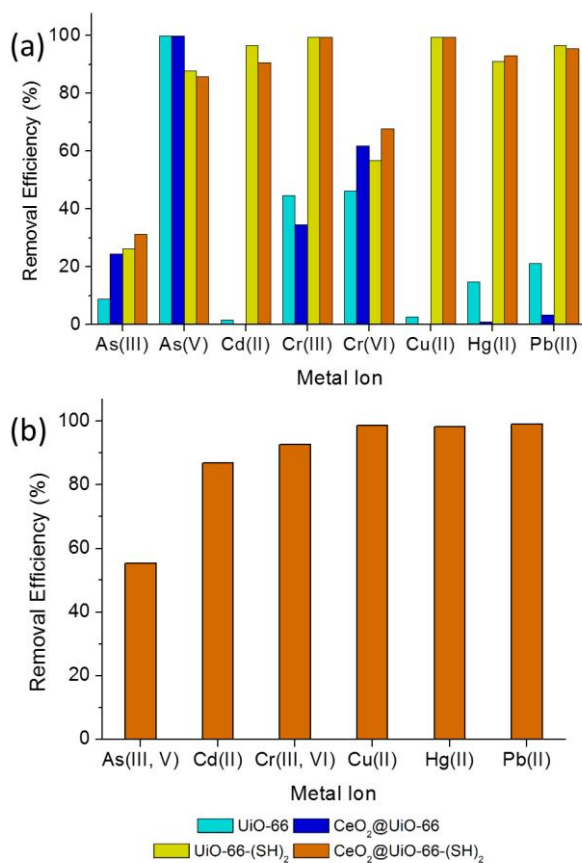 (a)
Removal Efficiency (%)
100
80
60
40
20
0
As(III) As(V) Cd(II) Cr(III) Cr(VI) Cu(II) Hg(II) Pb(II)
Metal Ion
(b)
Removal Efficiency (%)
100
80
60
40
20
0
As(III, V) Cd(II) Cr(III, VI) Cu(II) Hg(II) Pb(II)
Metal Ion
UiO-66 CeO₂@UiO-66
UiO-66-(SH)₂ CeO₂@UiO-66-(SH)₂